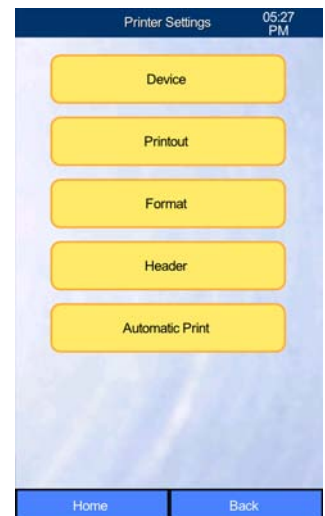 Printer Settings 05:27
PM
Device
Printout
Format
Header
Automatic Print
Home Back